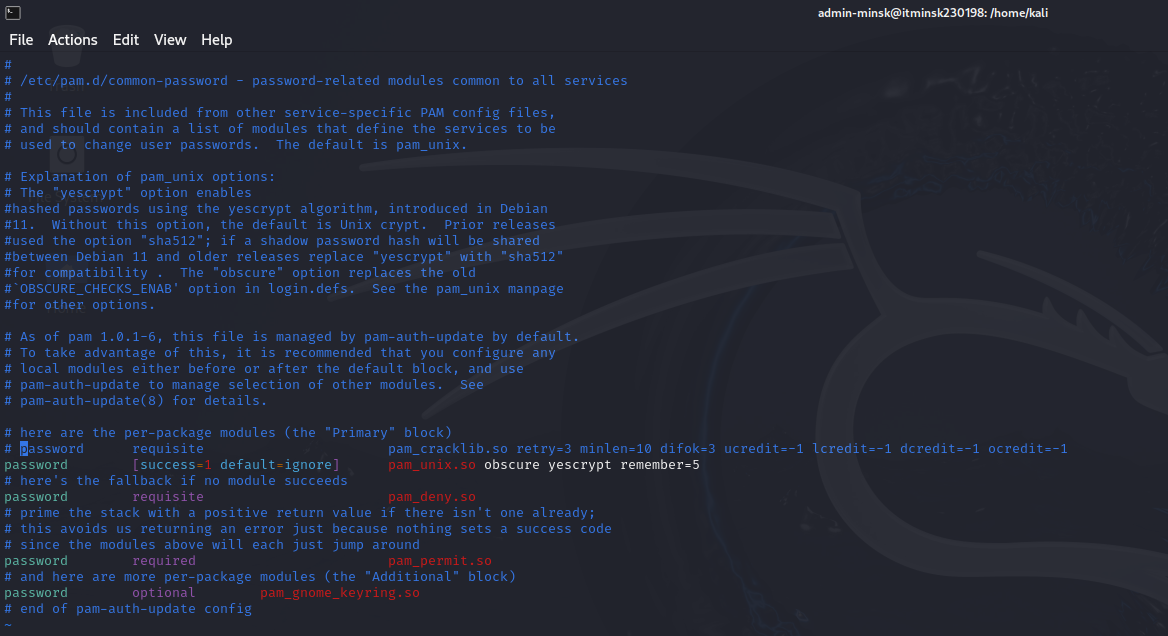 admin-minsk@itminsk230198: /home/kali
File Actions Edit View Help
#
# /etc/pam.d/common-password - password-related modules common to all services
#
# This file is included from other service-specific PAM config files,
# and should contain a list of modules that define the services to be
# used to change user passwords.  The default is pam_unix.

# Explanation of pam_unix options:
# The "yescrypt" option enables
#hashed passwords using the yescrypt algorithm, introduced in Debian
#11.  Without this option, the default is Unix crypt.  Prior releases
#used the option "sha512"; if a shadow password hash will be shared
#between Debian 11 and older releases replace "yescrypt" with "sha512"
#for compatibility .  The "obscure" option replaces the old
#`OBSCURE_CHECKS_ENAB' option in login.defs.  See the pam_unix manpage
#for other options.

# As of pam 1.0.1-6, this file is managed by pam-auth-update by default.
# To take advantage of this, it is recommended that you configure any
# local modules either before or after the default block, and use
# pam-auth-update to manage selection of other modules.  See
# pam-auth-update(8) for details.

# here are the per-package modules (the "Primary" block)
# password      requisite                       pam_cracklib.so retry=3 minlen=10 difok=3 ucredit=-1 lcredit=-1 dcredit=-1 ocredit=-1
password        [success=1 default=ignore]      pam_unix.so obscure yescrypt remember=5
# here's the fallback if no module succeeds
password        requisite                       pam_deny.so
# prime the stack with a positive return value if there isn't one already;
# this avoids us returning an error just because nothing sets a success code
# since the modules above will each just jump around
password        required                        pam_permit.so
# and here are more per-package modules (the "Additional" block)
password        optional        pam_gnome_keyring.so
# end of pam-auth-update config
~